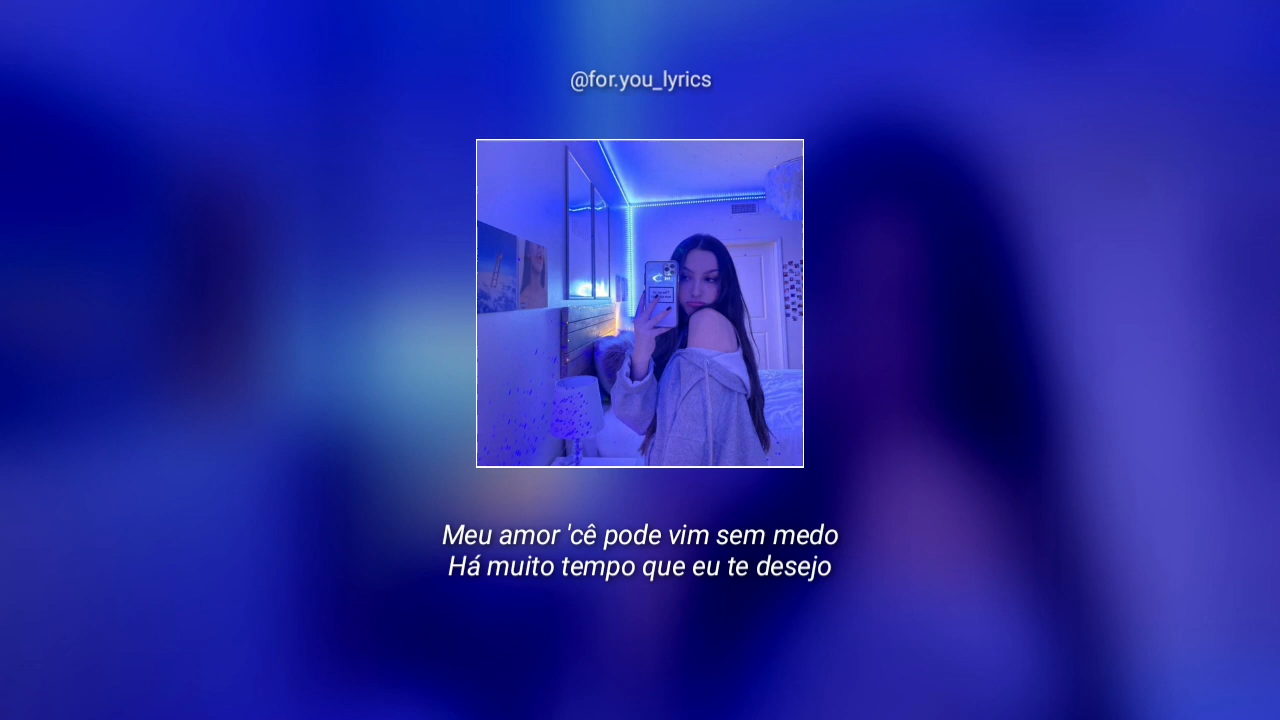 @for.you_lyrics
Meu amor 'cê pode vim sem medo
Há muito tempo que eu te desejo